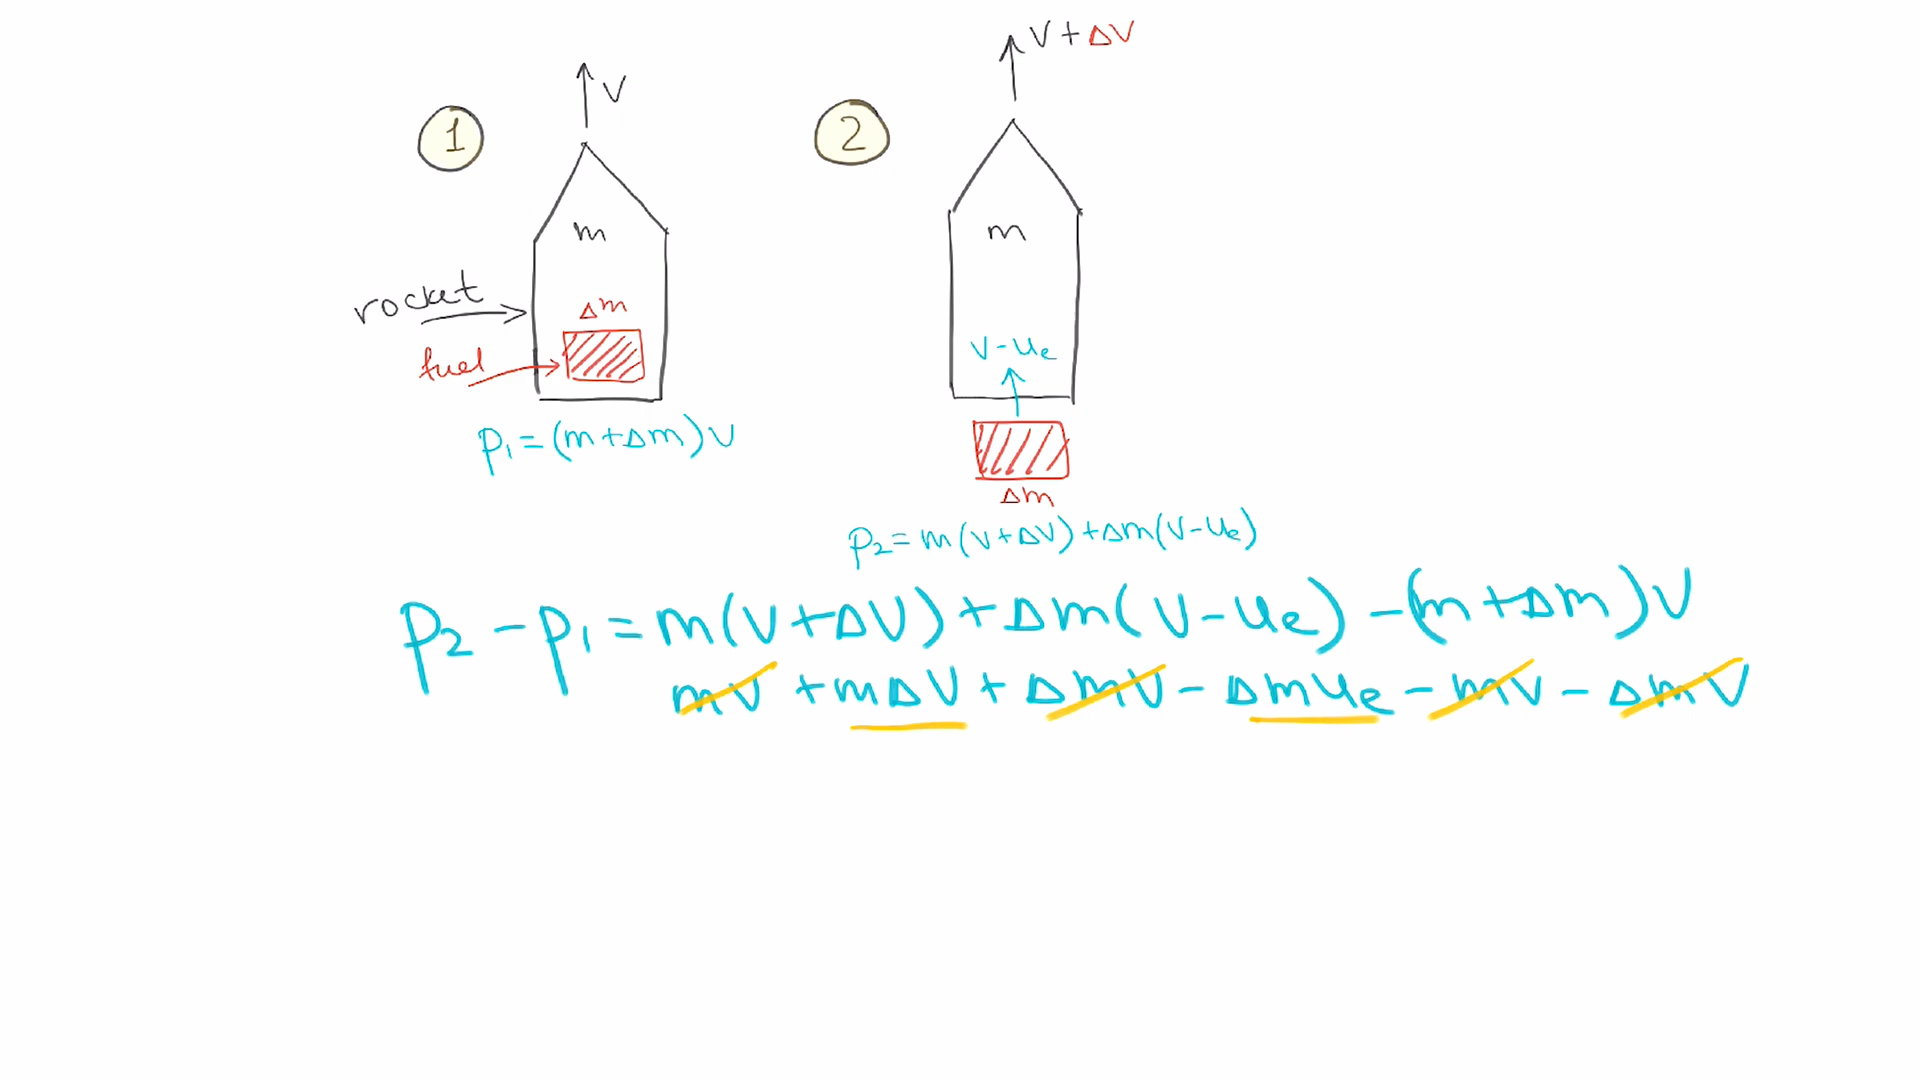 1
V
m
rocket
Δm
fuel
p₁=(m+Δm)V
2
V+ΔV
m
V-uₑ
Δm
p₂=m(V+ΔV)+Δm(V-uₑ)
p₂-p₁=m(V+ΔV)+Δm(V-uₑ)-(m+Δm)V
mV+mΔV+ΔmV-Δmuₑ-mV-ΔmV